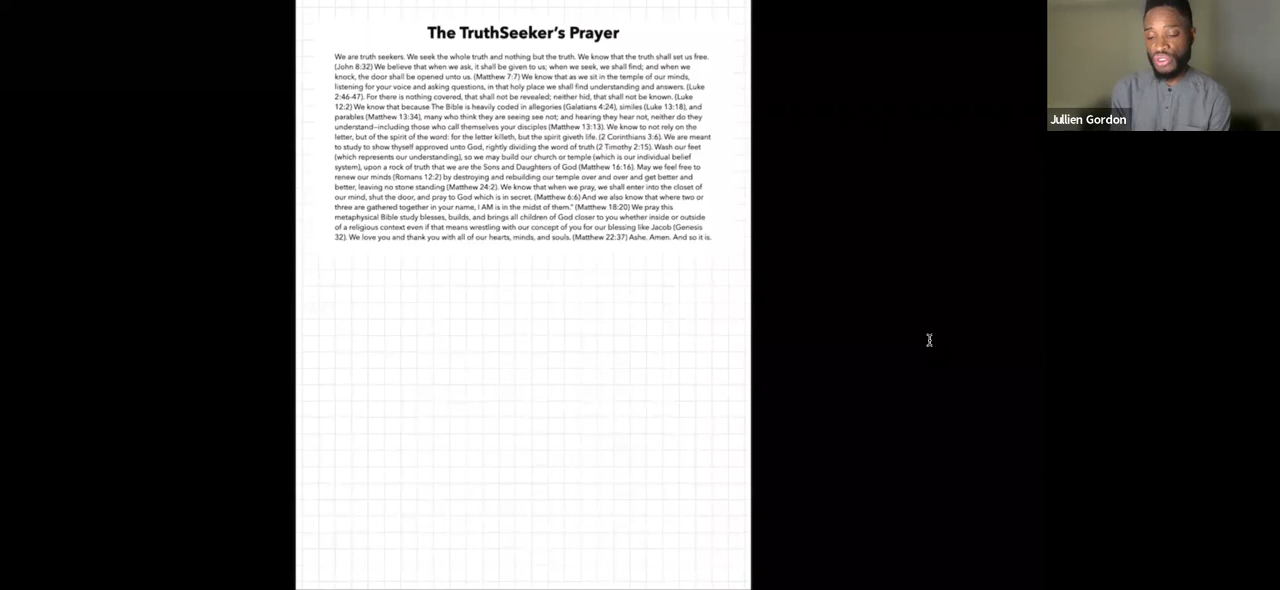 The TruthSeeker's Prayer
We are truth seekers. We seek the whole truth and nothing but the truth. We know that the truth shall set us free.
(John 8:32) We believe that when we ask, it shall be given to us; when we seek, we shall find; and when we
knock, the door shall be opened unto us. (Matthew 7:7) We know that as we sit in the temple of our minds,
listening for your voice and asking questions, in that holy place we shall find understanding and answers. (Luke
2:46-47). For there is nothing covered, that shall not be revealed; neither hid, that shall not be known. (Luke
12:2) We know that because The Bible is heavily coded in allegories (Galatians 4:24), similes (Luke 13:18), and
parables (Matthew 13:34), many who think they are seeing see not; and hearing they hear not, neither do they
understand—including those who call themselves your disciples (Matthew 13:13). We know to not rely on the
letter, but of the spirit of the word: for the letter killeth, but the spirit giveth life. (2 Corinthians 3:6). We are meant
to study to show thyself approved unto God, rightly dividing the word of truth (2 Timothy 2:15). Wash our feet
(which represents our understanding), so we may build our church or temple (which is our individual belief
system), upon a rock of truth that we are the Sons and Daughters of God (Matthew 16:16). May we feel free to
renew our minds (Romans 12:2) by destroying and rebuilding our temple over and over and get better and
better, leaving no stone standing (Matthew 24:2). We know that when we pray, we shall enter into the closet of
our mind, shut the door, and pray to God which is in secret. (Matthew 6:6) And we also know that where two or
three are gathered together in your name, I AM is in the midst of them." (Matthew 18:20) We pray this
metaphysical Bible study blesses, builds, and brings all children of God closer to you whether inside or outside
of a religious context even if that means wrestling with our concept of you for our blessing like Jacob (Genesis
32). We love you and thank you with all of our hearts, minds, and souls. (Matthew 22:37) Ashe. Amen. And so it is.
Jullien Gordon